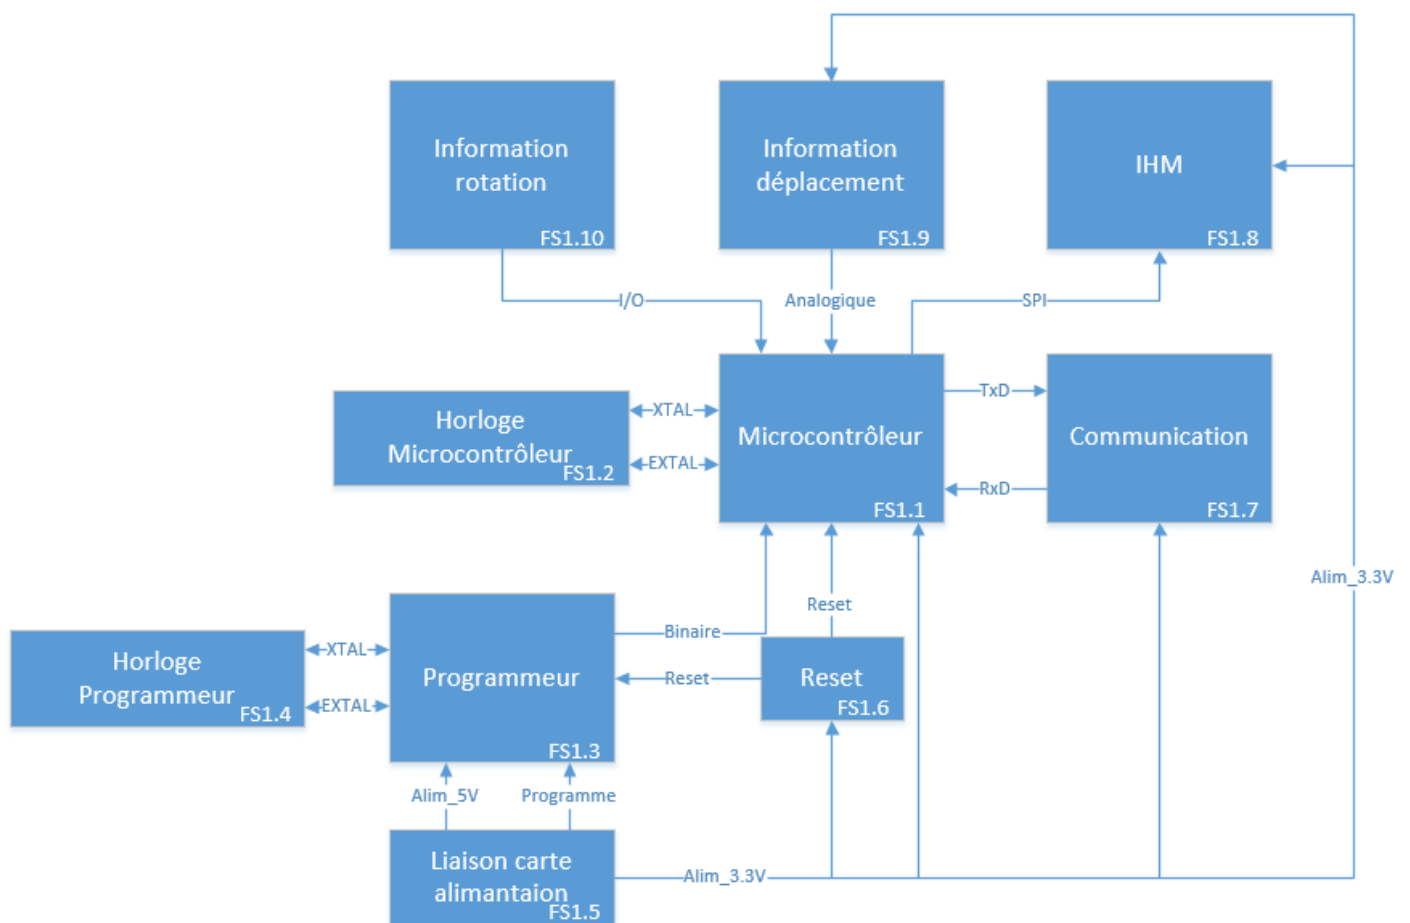 Information
rotation
FS1.10
Information
déplacement
FS1.9
IHM
FS1.8
I/O
Analogique
SPI
Horloge
Microcontrôleur
FS1.2
XTAL
EXTAL
Microcontrôleur
FS1.1
TxD
RxD
Communication
FS1.7
Alim_3.3V
Horloge
Programmeur
FS1.4
XTAL
EXTAL
Programmeur
FS1.3
Binaire
Reset
Reset
Reset
FS1.6
Alim_5V
Programme
Liaison carte
alimantaion
FS1.5
Alim_3.3V